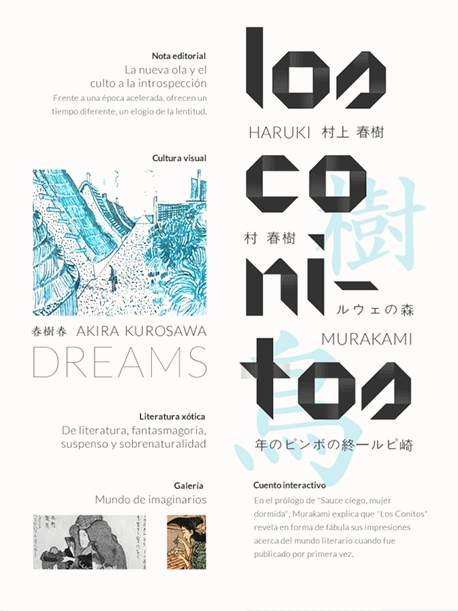 Nota editorial
La nueva ola y el
culto a la introspección
Frente a una época acelerada, ofrecen un
tiempo diferente, un elogio de la lentitud.
Cultura visual
春樹春 AKIRA KUROSAWA
DREAMS
Literatura xótica
De literatura, fantasmagoría,
suspenso y sobrenaturalidad
Galería
Mundo de imaginarios
los
HARUKI 村上 春樹
co
樹
村 春樹
ni-
ルウェの森
MURAKAMI
鳥
tos
年のピンボの終ールビ崎
Cuento interactivo
En el prólogo de "Sauce ciego, mujer
dormida", Murakami explica que "Los Conitos"
revela en forma de fábula sus impresiones
acerca del mundo literario cuando fue
publicado por primera vez.